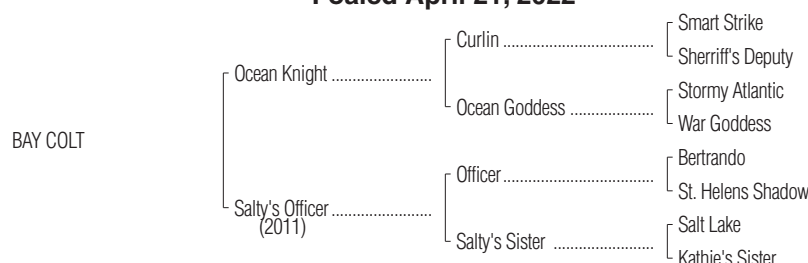 Foaled April 21, 2022
Smart Strike
Curlin ....................................
Sherriff's Deputy
Ocean Knight ........................
Stormy Atlantic
Ocean Goddess ....................
War Goddess
BAY COLT
Bertrando
Officer....................................
St. Helens Shadow
Salty's Officer ........................
(2011)
Salt Lake
Salty's Sister ........................
Kathie's Sister